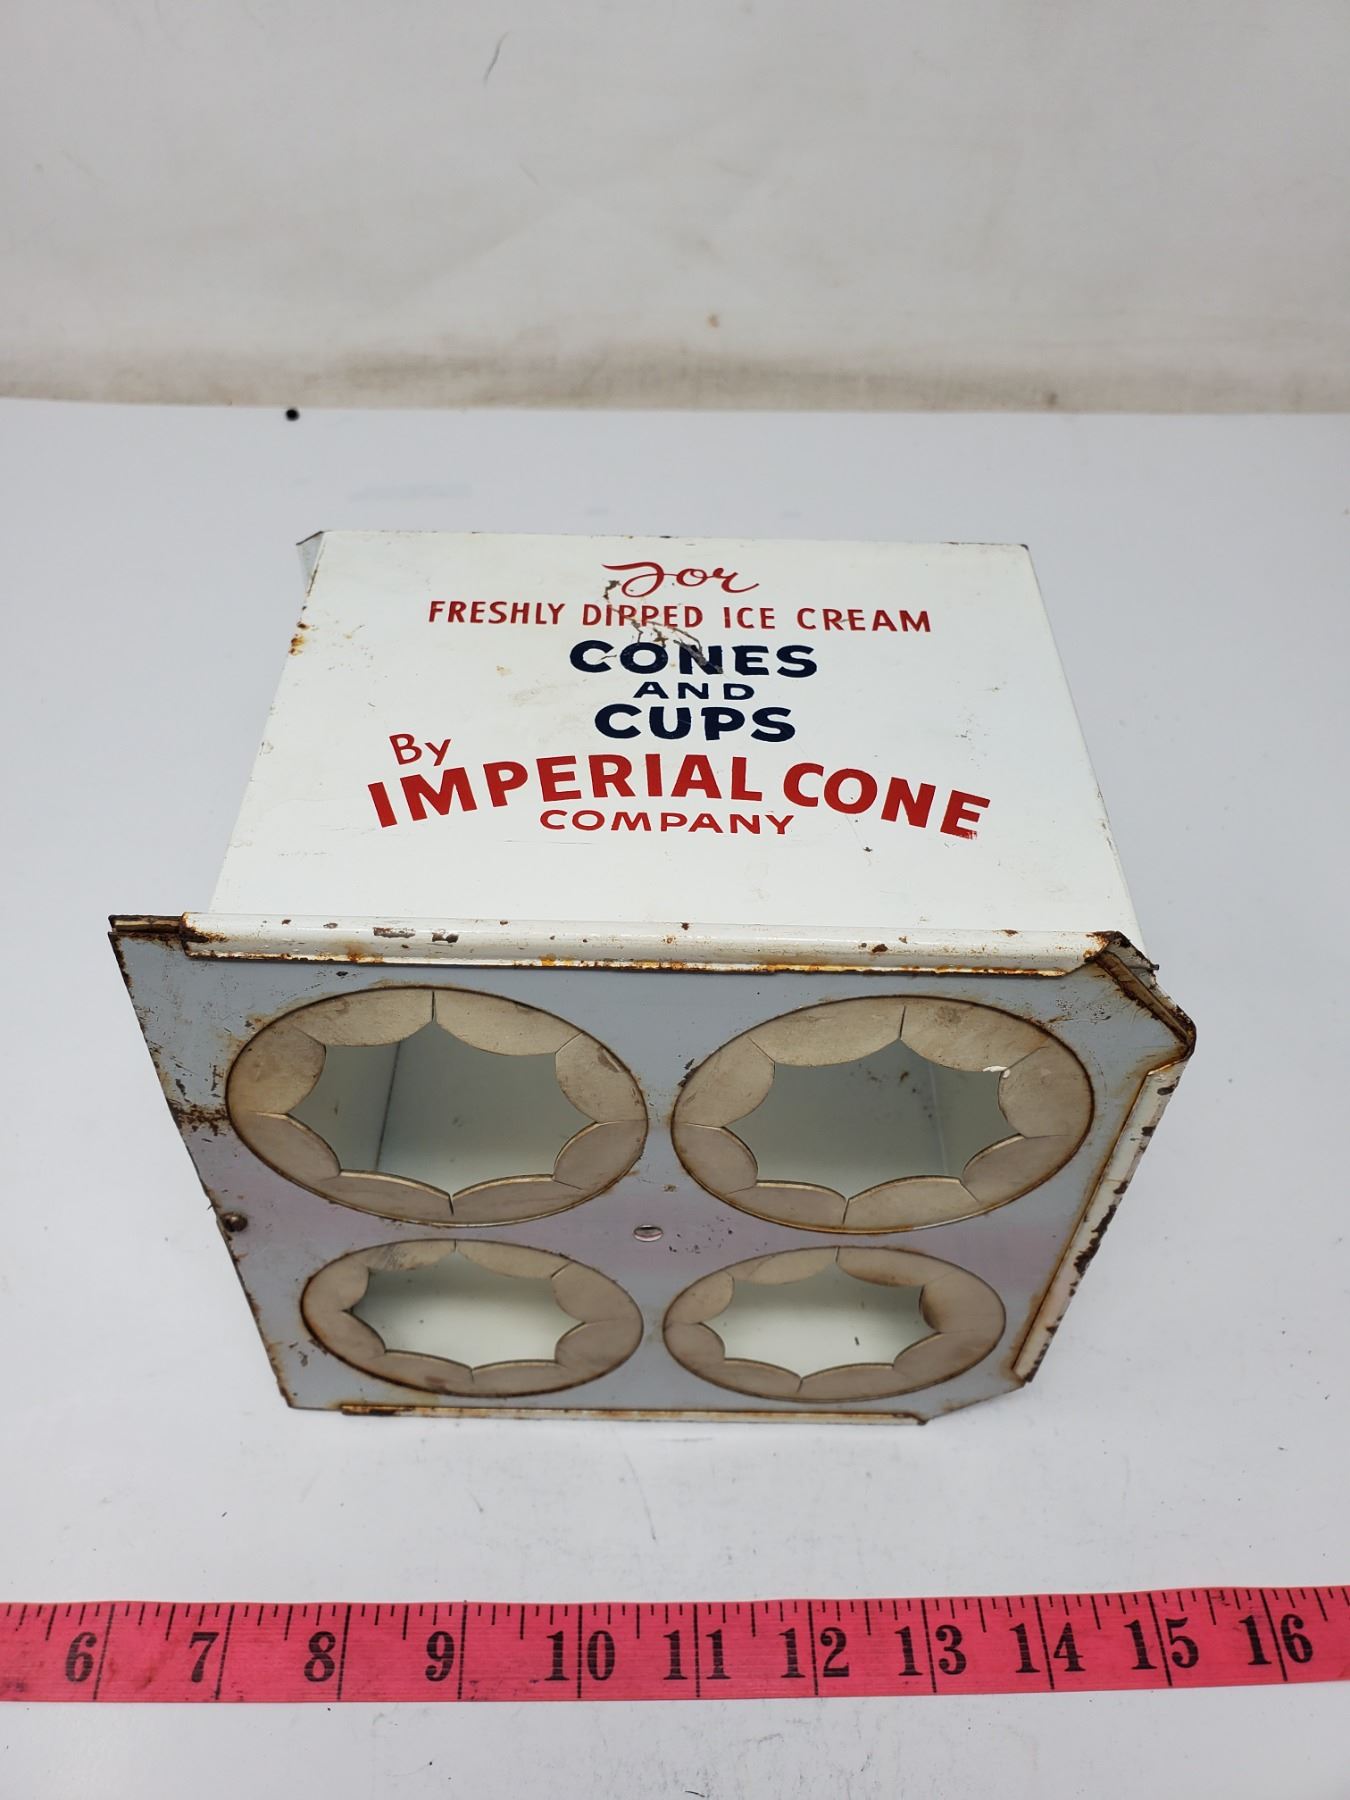 For
FRESHLY DIPPED ICE CREAM
CONES
AND
CUPS
By
IMPERIAL CONE
COMPANY
6 7 8 9 10 11 12 13 14 15 16